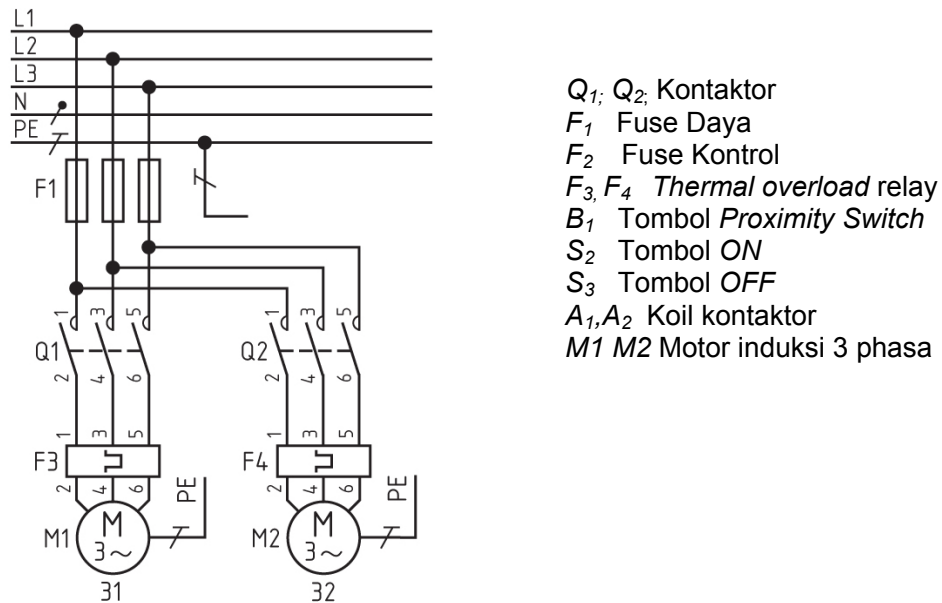 L1
L2
L3
N
PE
F1
1 3 5
1 3 5
Q1
Q2
2 4 6
2 4 6
1 3 5
1 3 5
F3
F4
2 4 6
2 4 6
PE
PE
M1
M
3~
M2
M
3~
31
32
Q1; Q2; Kontaktor
F1 Fuse Daya
F2 Fuse Kontrol
F3, F4 Thermal overload relay
B1 Tombol Proximity Switch
S2 Tombol ON
S3 Tombol OFF
A1,A2 Koil kontaktor
M1 M2 Motor induksi 3 phasa